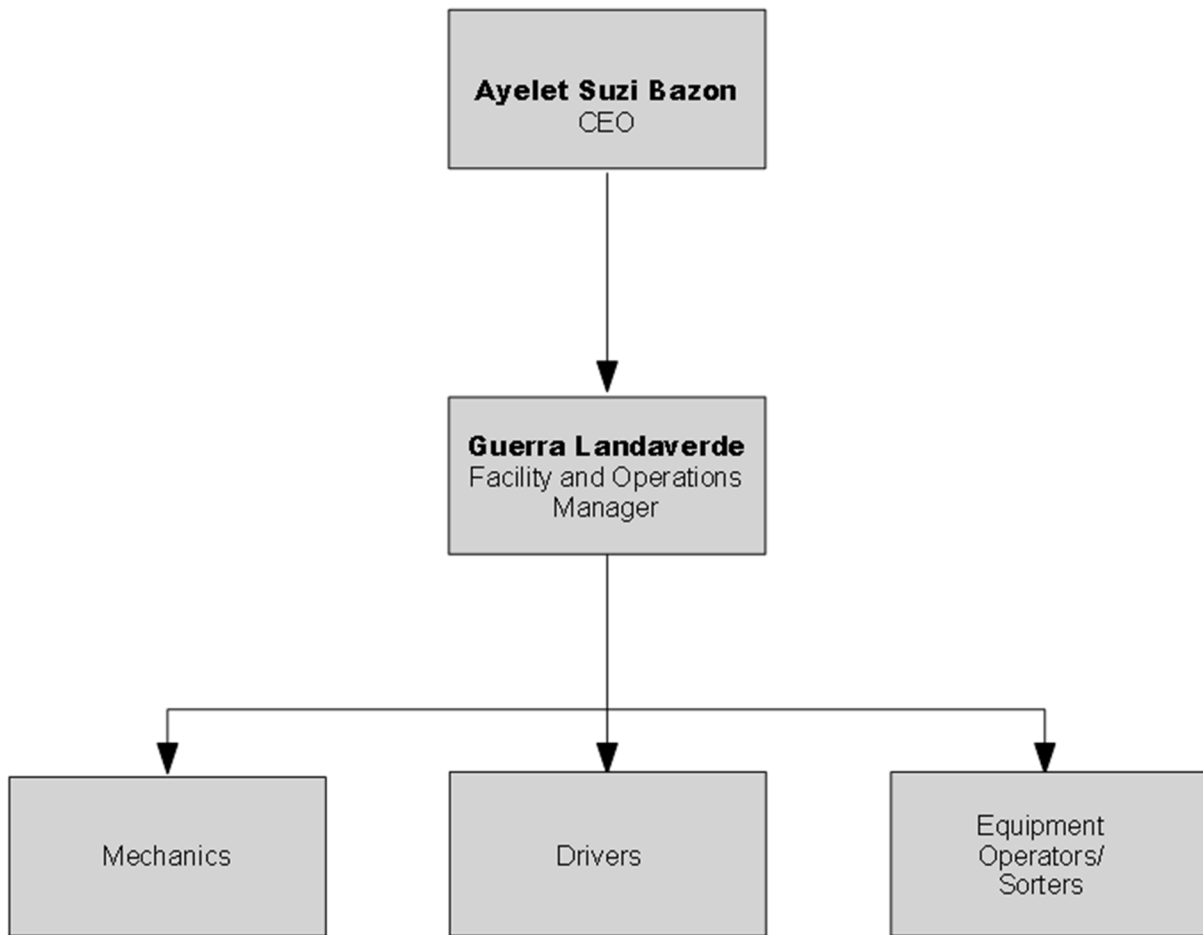 Ayelet Suzi Bazon
CEO
Guerra Landaverde
Facility and Operations
Manager
Mechanics
Drivers
Equipment
Operators/
Sorters